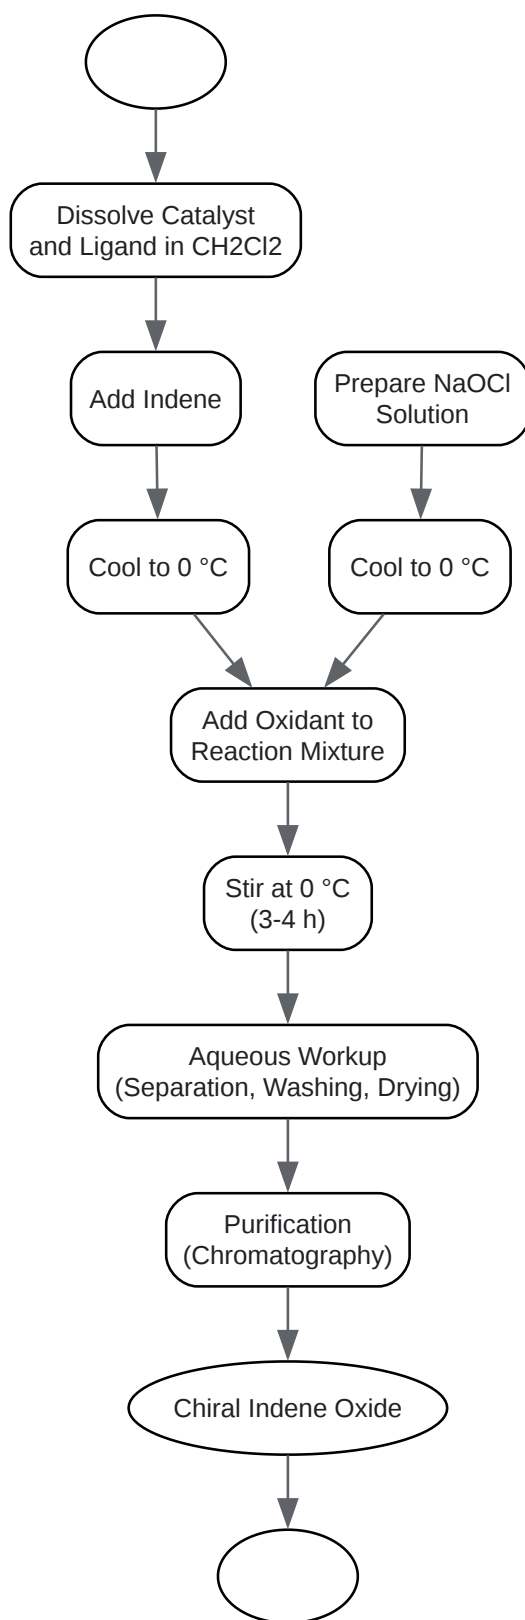 Dissolve Catalyst
and Ligand in CH2Cl2
Add Indene
Prepare NaOCl
Solution
Cool to 0 °C
Cool to 0 °C
Add Oxidant to
Reaction Mixture
Stir at 0 °C
(3-4 h)
Aqueous Workup
(Separation, Washing, Drying)
Purification
(Chromatography)
Chiral Indene Oxide